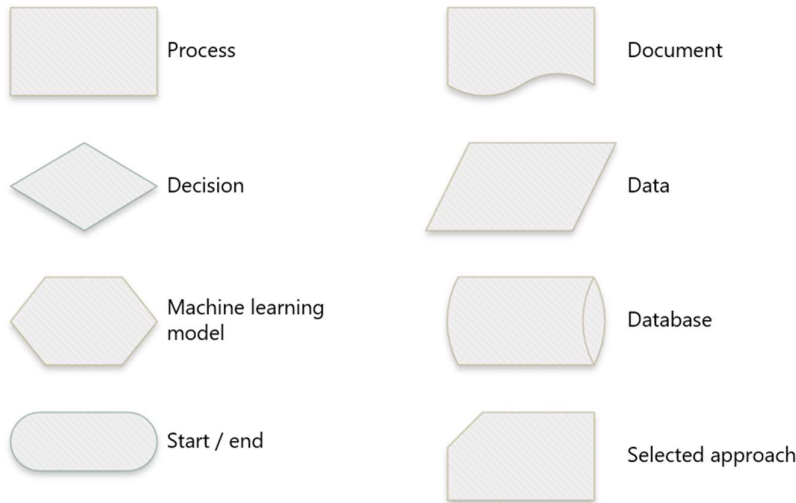 Process
Document
Decision
Data
Machine learning
model
Database
Start / end
Selected approach